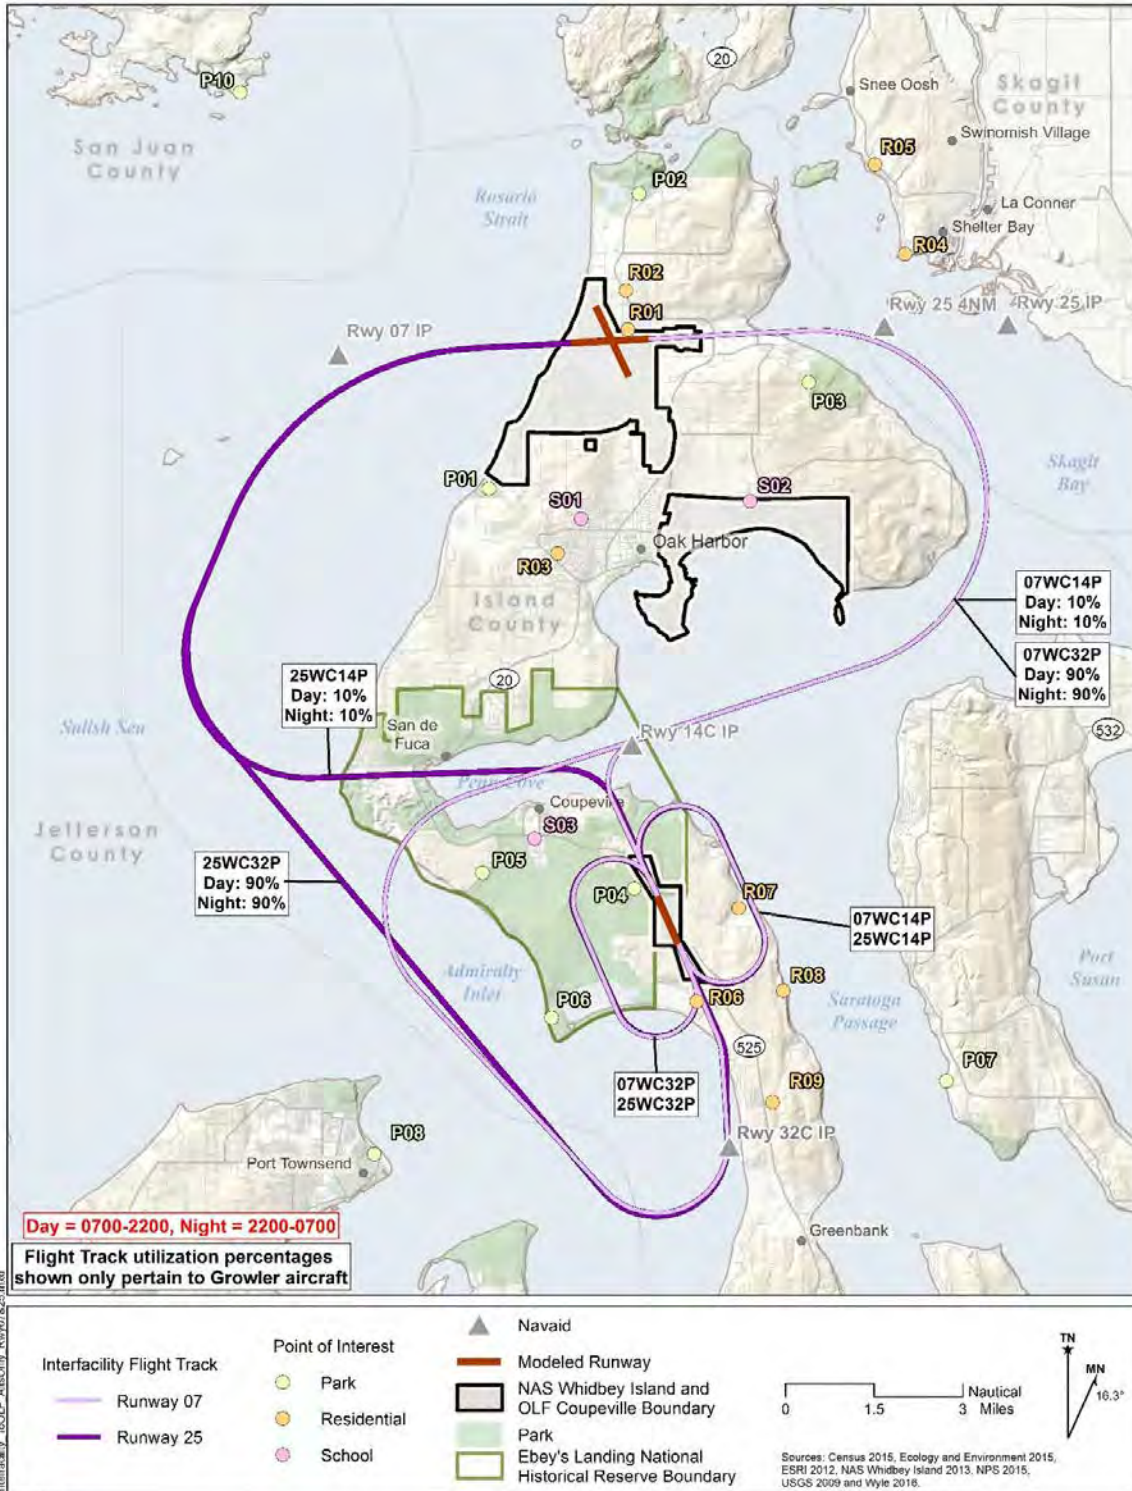 20
Skagit
County
Snee Oosh
Swinomish Village
P10
San Juan
County
R05
P02
Rosario
Strait
La Conner
Shelter Bay
R04
R02
R01
Rwy 25 4NM
Rwy 25 IP
Rwy 07 IP
P03
Skagit
Bay
P01
S01
S02
R03
Oak Harbor
Island
County
07WC14P
Day: 10%
Night: 10%
07WC32P
Day: 90%
Night: 90%
25WC14P
Day: 10%
Night: 10%
20
San de
Fuca
Rwy 14C IP
532
Salish Sea
Penn Cove
Coupeville
S03
Jefferson
County
25WC32P
Day: 90%
Night: 90%
P05
P04
R07
07WC14P
25WC14P
Admiralty
Inlet
P06
R06
R08
Saratoga
Passage
Port
Susan
525
07WC32P
25WC32P
R09
P07
Rwy 32C IP
P08
Port Townsend
Greenbank
Day = 0700-2200, Night = 2200-0700
Flight Track utilization percentages
shown only pertain to Growler aircraft
Interfacility Flight Track
Runway 07
Runway 25
Point of Interest
Park
Residential
School
Navaid
Modeled Runway
NAS Whidbey Island and
OLF Coupeville Boundary
Park
Ebey's Landing National
Historical Reserve Boundary
0 1.5 3
Nautical
Miles
TN
MN
16.3°
Sources: Census 2015, Ecology and Environment 2015,
ESRI 2012, NAS Whidbey Island 2013, NPS 2015,
USGS 2009 and Wyle 2016.